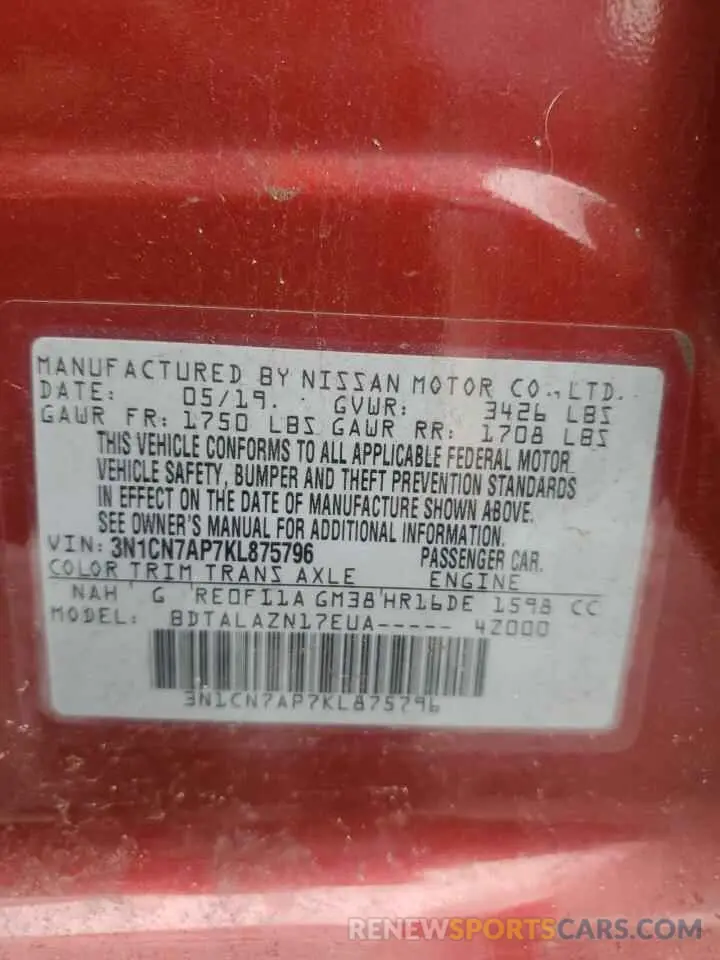 MANUFACTURED BY NISSAN MOTOR CO., LTD.
DATE: 05/19. GVWR: 3426 LBS
GAWR FR: 1750 LBS GAWR RR: 1708 LBS
THIS VEHICLE CONFORMS TO ALL APPLICABLE FEDERAL MOTOR
VEHICLE SAFETY, BUMPER AND THEFT PREVENTION STANDARDS
IN EFFECT ON THE DATE OF MANUFACTURE SHOWN ABOVE.
SEE OWNER'S MANUAL FOR ADDITIONAL INFORMATION.
VIN: 3N1CN7AP7KL875796 PASSENGER CAR.
COLOR TRIM TRANS AXLE ENGINE
NAH G RE0F11A GM38 HR16DE 1598 CC
MODEL: BDTALAZN17EUA----- 42000
3N1CN7AP7KL875796
RENEWSPORTSCARS.COM